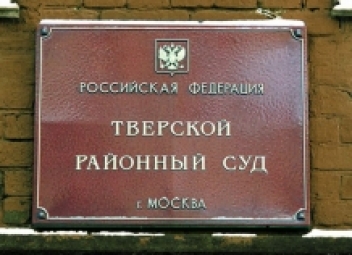 РОССИЙСКАЯ ФЕДЕРАЦИЯ
ТВЕРСКОЙ
РАЙОННЫЙ СУД
г. МОСКВА